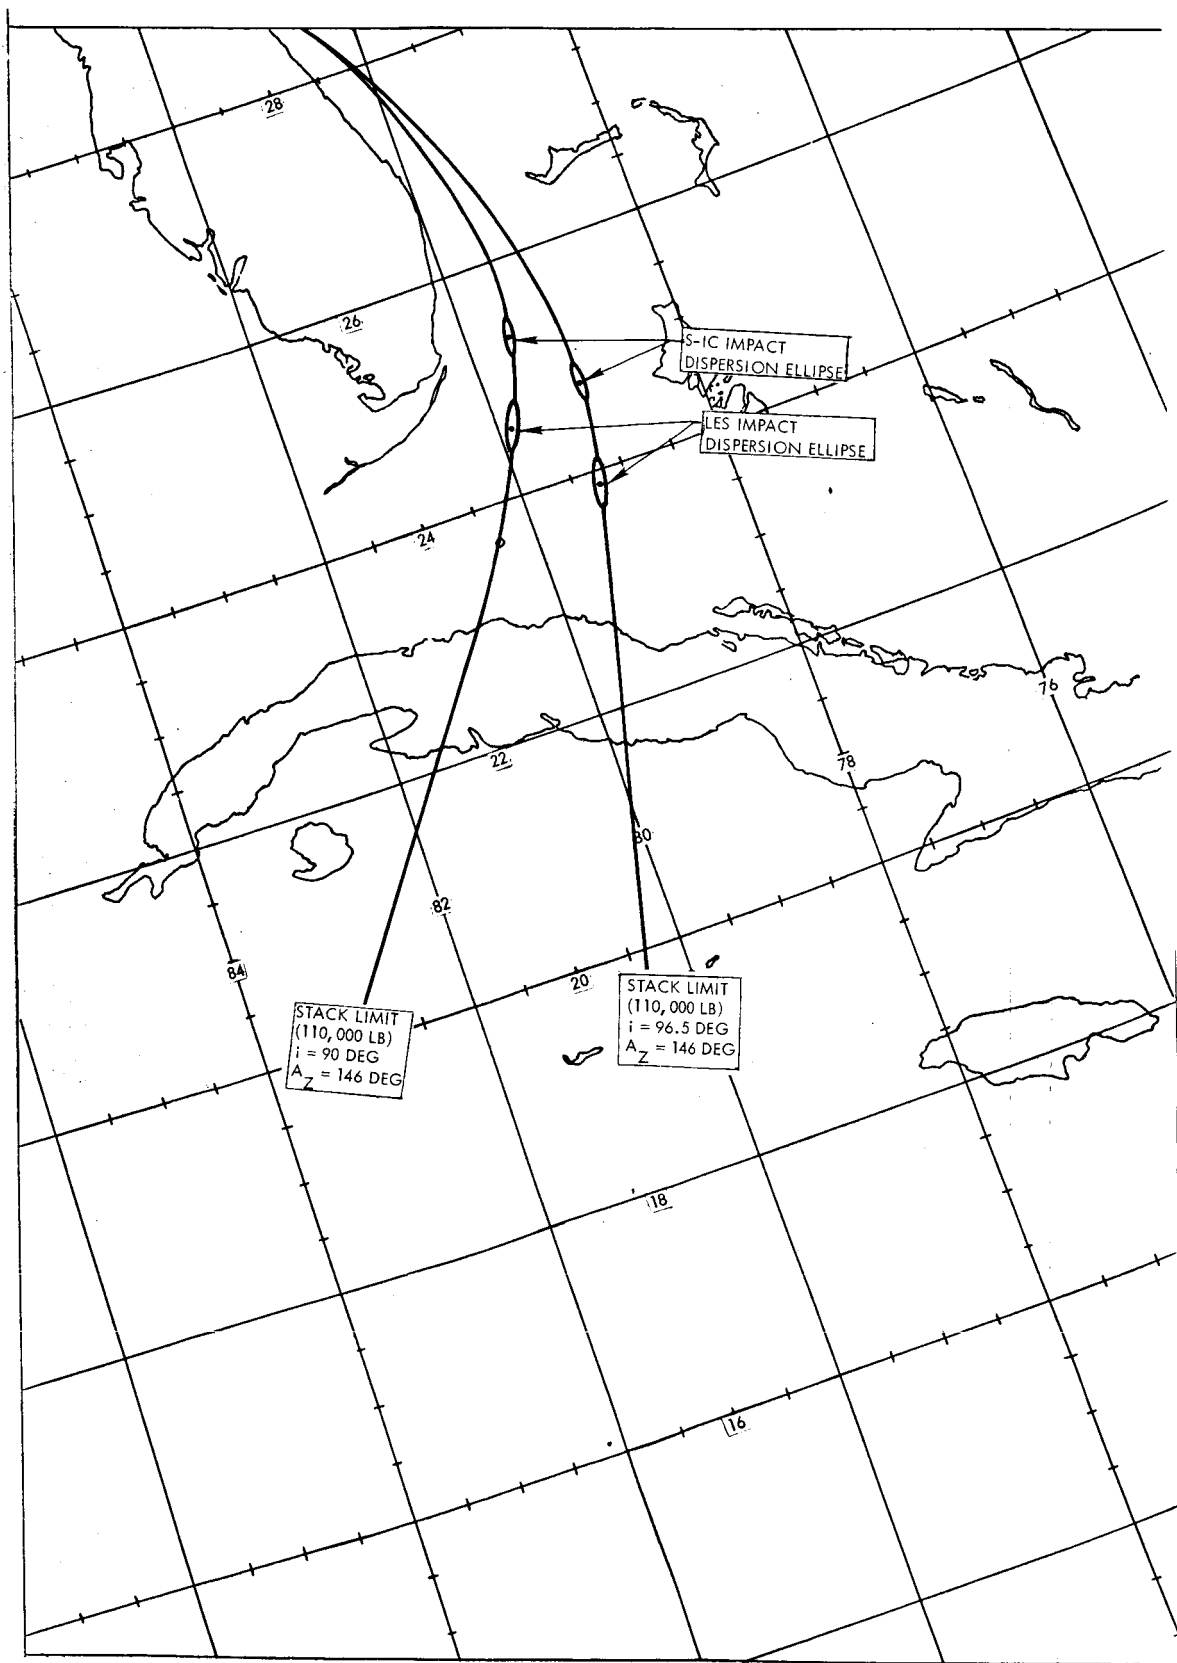 28
26
S-IC IMPACT
DISPERSION ELLIPSE
LES IMPACT
DISPERSION ELLIPSE
24
76
22
78
80
82
84
20
STACK LIMIT
(110,000 LB)
i = 96.5 DEG
AZ = 146 DEG
STACK LIMIT
(110,000 LB)
i = 90 DEG
AZ = 146 DEG
18
16